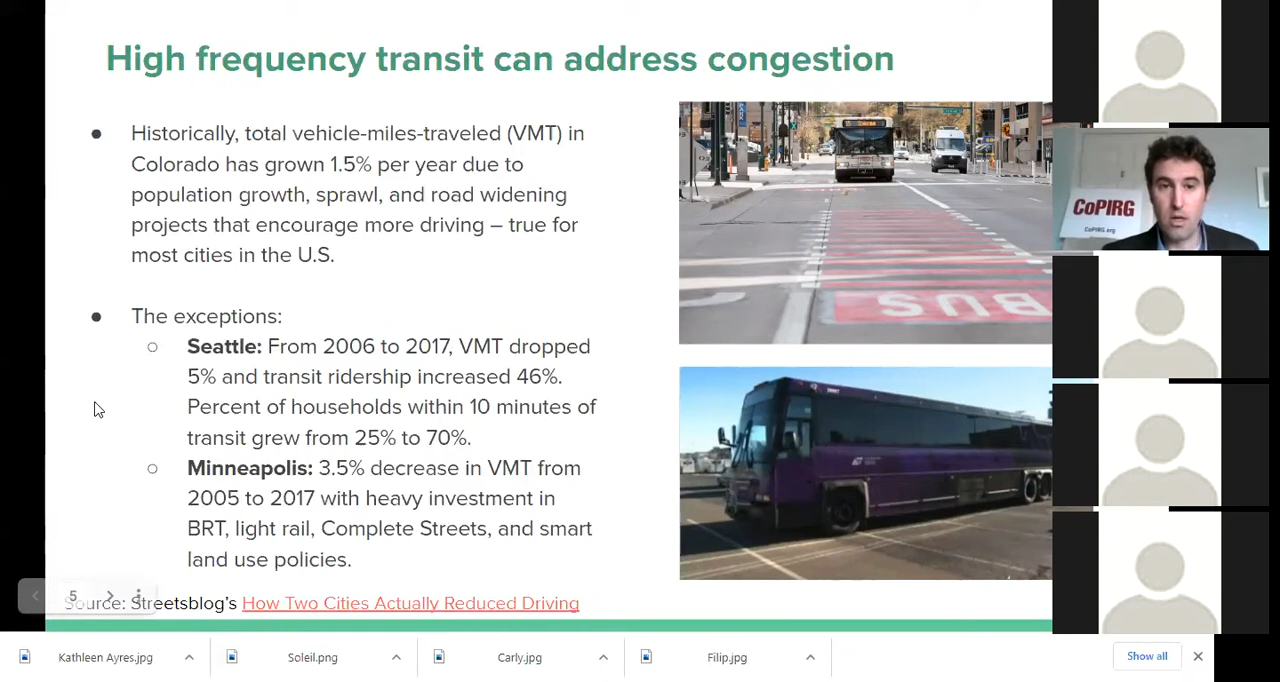 High frequency transit can address congestion
● Historically, total vehicle-miles-traveled (VMT) in
Colorado has grown 1.5% per year due to
population growth, sprawl, and road widening
projects that encourage more driving – true for
most cities in the U.S.
● The exceptions:
○ Seattle: From 2006 to 2017, VMT dropped
5% and transit ridership increased 46%.
Percent of households within 10 minutes of
transit grew from 25% to 70%.
○ Minneapolis: 3.5% decrease in VMT from
2005 to 2017 with heavy investment in
BRT, light rail, Complete Streets, and smart
land use policies.
5
Source: Streetsblog's How Two Cities Actually Reduced Driving
BUS
CoPIRG
CoPIRG.org
Kathleen Ayres.jpg
Soleil.png
Carly.jpg
Filip.jpg
Show all